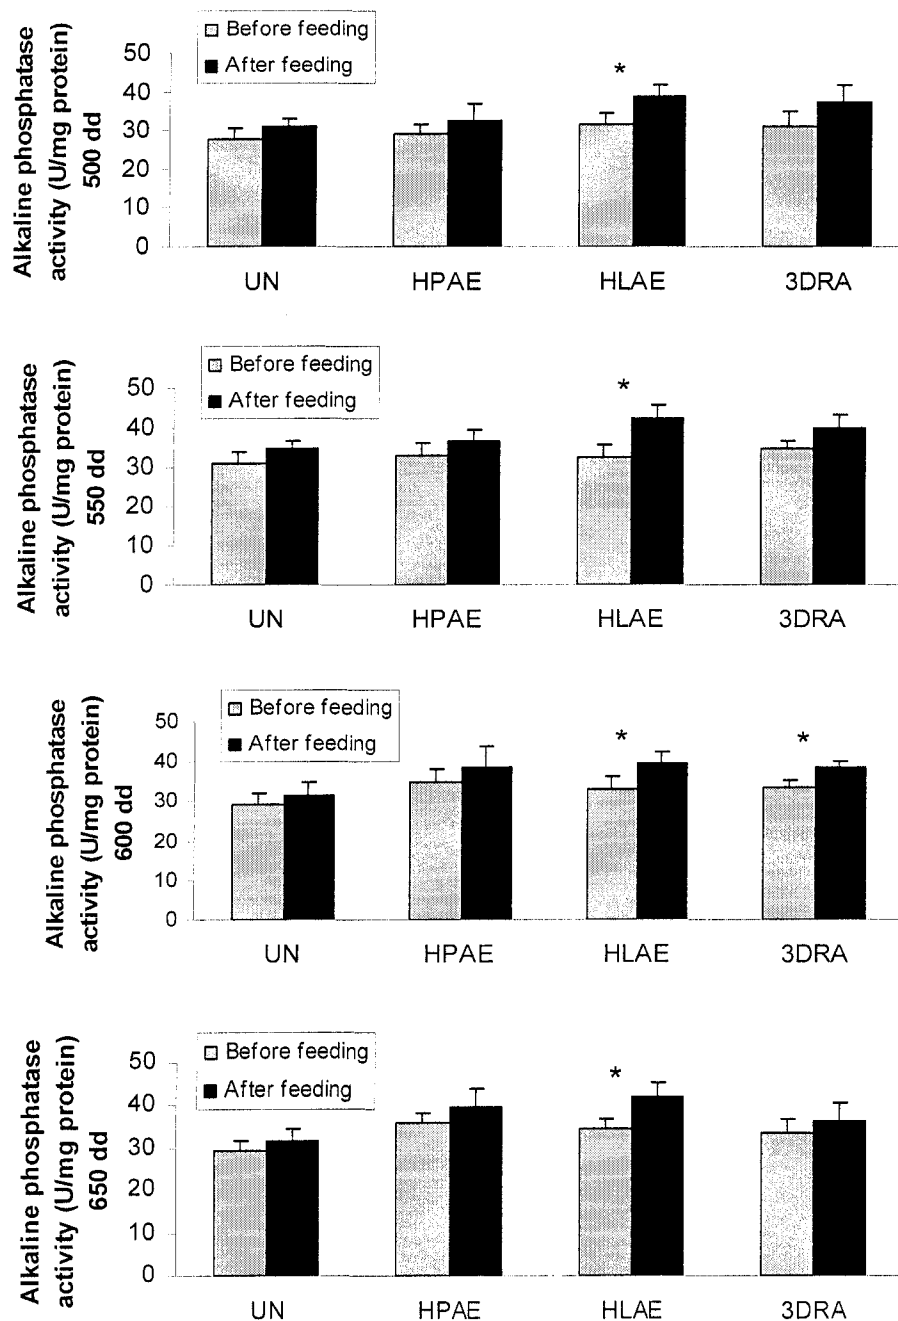 Before feeding
After feeding
Alkaline phosphatase
activity (U/mg protein)
500 dd
50
40
30
20
10
0
*
UN HPAE HLAE 3DRA
Before feeding
After feeding
Alkaline phosphatase
activity (U/mg protein)
550 dd
50
40
30
20
10
0
*
UN HPAE HLAE 3DRA
Before feeding
After feeding
Alkaline phosphatase
activity (U/mg protein)
600 dd
50
40
30
20
10
0
* *
UN HPAE HLAE 3DRA
Before feeding
After feeding
Alkaline phosphatase
activity (U/mg protein)
650 dd
50
40
30
20
10
0
*
UN HPAE HLAE 3DRA